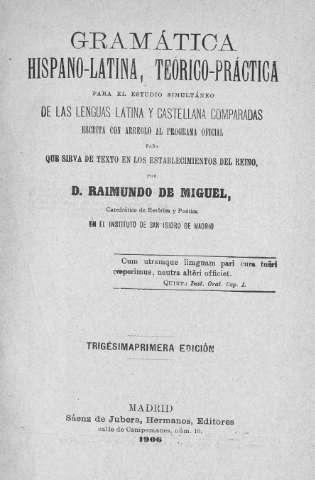 GRAMÁTICA
HISPANO-LATINA, TEÓRICO-PRÁCTICA
PARA EL ESTUDIO SIMULTÁNEO
DE LAS LENGUAS LATINA Y CASTELLANA COMPARADAS
ESCRITA CON ARREGLO AL PROGRAMA OFICIAL
PARA
QUE SIRVA DE TEXTO EN LOS ESTABLECIMIENTOS DEL REINO,
POR
D. RAIMUNDO DE MIGUEL,
Catedrático de Retórica y Poética
EN EL INSTITUTO DE SAN ISIDRO DE MADRID
Cum utramque linguam pari cura tuéri
cœperimus, neutra altĕri officiet.
QUINT.: Inst. Orat. Cap. I.
TRIGÉSIMAPRIMERA EDICIÓN
MADRID
Sáenz de Jubera, Hermanos, Editores
calle de Campomanes, núm. 10.
1906